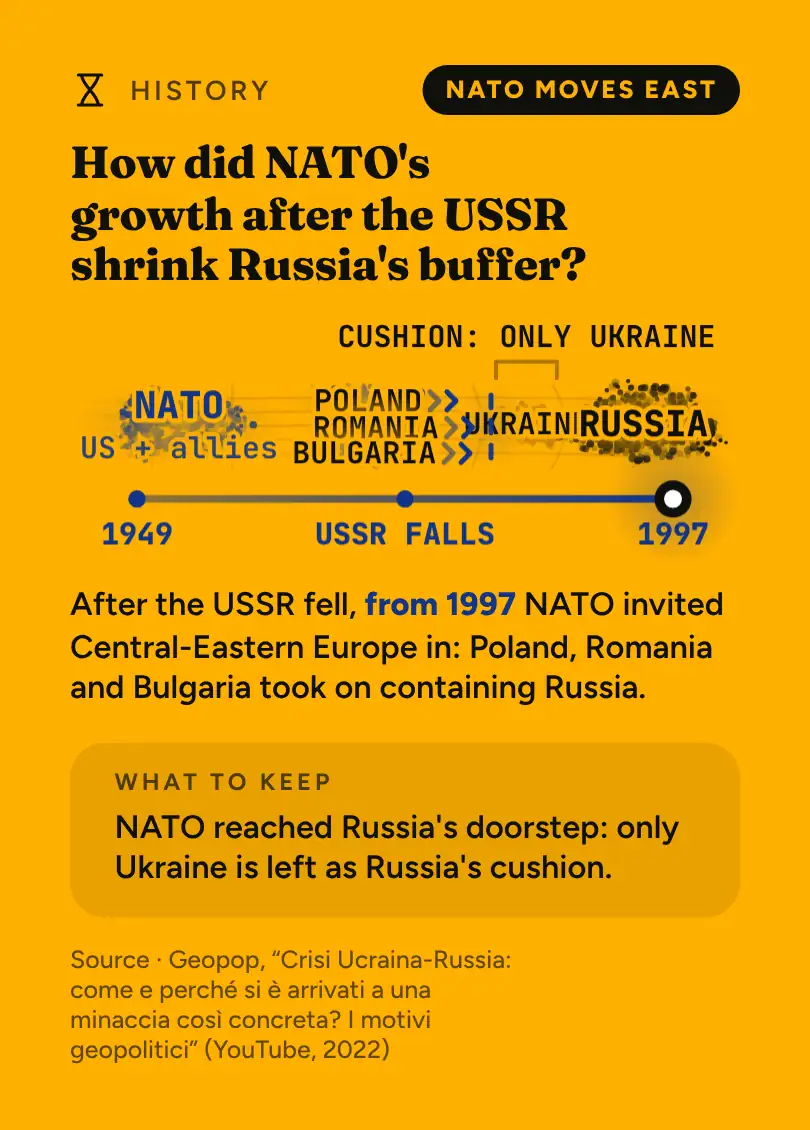 HISTORY
NATO MOVES EAST
How did NATO's
growth after the USSR
shrink Russia's buffer?
CUSHION: ONLY UKRAINE
NATO
US + allies
POLAND
ROMANIA
BULGARIA
UKRAINE
RUSSIA
1949
USSR FALLS
1997
After the USSR fell, from 1997 NATO invited
Central-Eastern Europe in: Poland, Romania
and Bulgaria took on containing Russia.
WHAT TO KEEP
NATO reached Russia's doorstep: only
Ukraine is left as Russia's cushion.
Source · Geopop, “Crisi Ucraina-Russia:
come e perché si è arrivati a una
minaccia così concreta? I motivi
geopolitici” (YouTube, 2022)